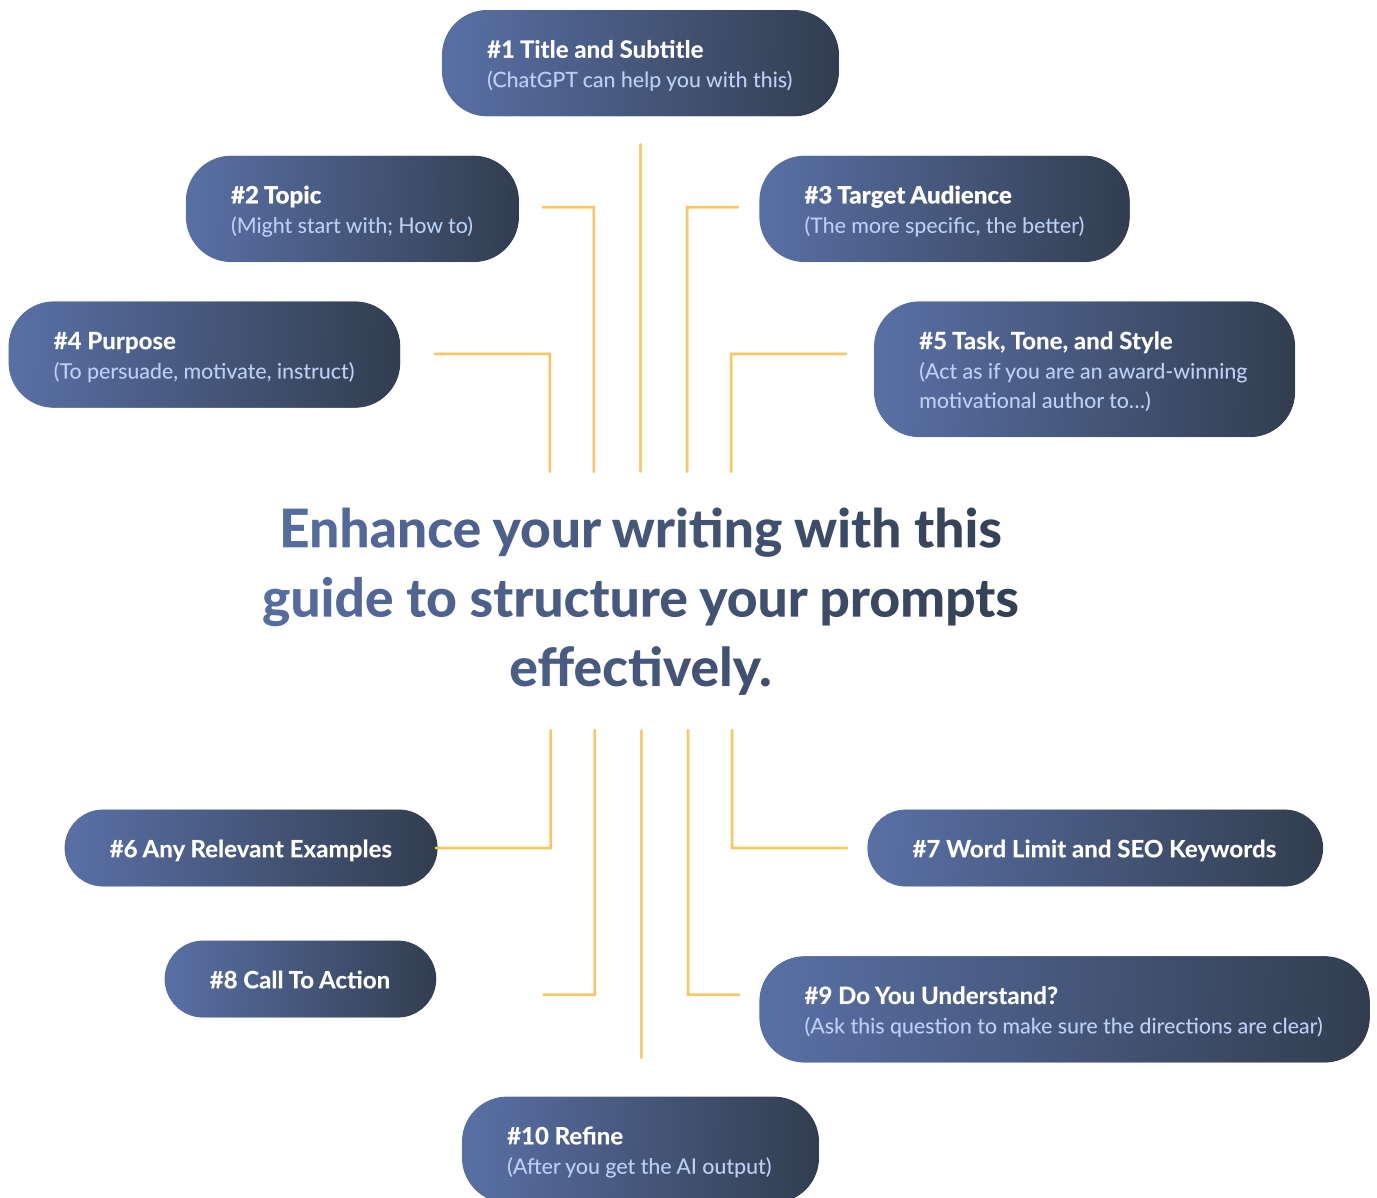 #1 Title and Subtitle
(ChatGPT can help you with this)
#2 Topic
(Might start with; How to)
#3 Target Audience
(The more specific, the better)
#4 Purpose
(To persuade, motivate, instruct)
#5 Task, Tone, and Style
(Act as if you are an award-winning
motivational author to...)
Enhance your writing with this
guide to structure your prompts
effectively.
#6 Any Relevant Examples
#7 Word Limit and SEO Keywords
#8 Call To Action
#9 Do You Understand?
(Ask this question to make sure the directions are clear)
#10 Refine
(After you get the AI output)